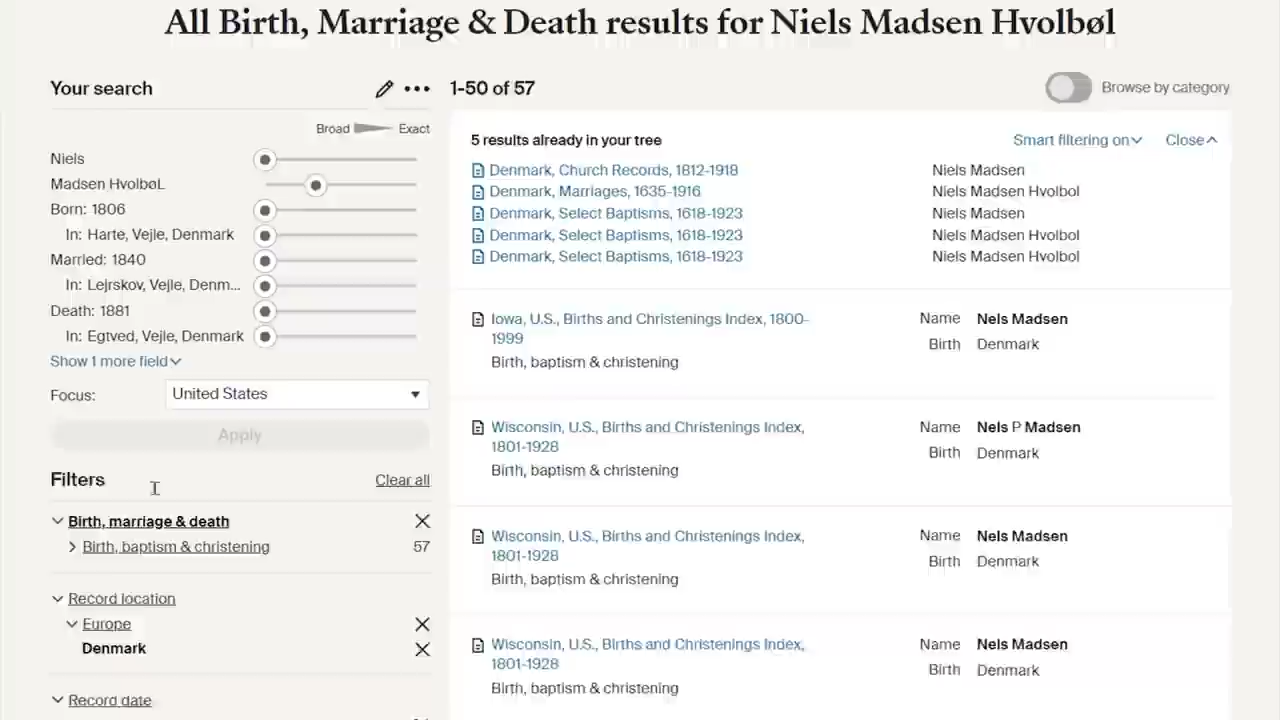 All Birth, Marriage & Death results for Niels Madsen Hvolbøl
Your search
Broad Exact
Niels
Madsen HvolbøL
Born: 1806
In: Harte, Vejle, Denmark
Married: 1840
In: Lejrskov, Vejle, Denm...
Death: 1881
In: Egtved, Vejle, Denmark
Show 1 more field
Focus: United States
Apply
Filters Clear all
Birth, marriage & death
Birth, baptism & christening 57
Record location
Europe
Denmark
Record date
1-50 of 57 Browse by category
5 results already in your tree Smart filtering on Close
Denmark, Church Records, 1812-1918 Niels Madsen
Denmark, Marriages, 1635-1916 Niels Madsen Hvolbol
Denmark, Select Baptisms, 1618-1923 Niels Madsen
Denmark, Select Baptisms, 1618-1923 Niels Madsen Hvolbol
Denmark, Select Baptisms, 1618-1923 Niels Madsen Hvolbol
Iowa, U.S., Births and Christenings Index, 1800- Name Nels Madsen
1999 Birth Denmark
Birth, baptism & christening
Wisconsin, U.S., Births and Christenings Index, Name Nels P Madsen
1801-1928 Birth Denmark
Birth, baptism & christening
Wisconsin, U.S., Births and Christenings Index, Name Nels Madsen
1801-1928 Birth Denmark
Birth, baptism & christening
Wisconsin, U.S., Births and Christenings Index, Name Nels Madsen
1801-1928 Birth Denmark
Birth, baptism & christening